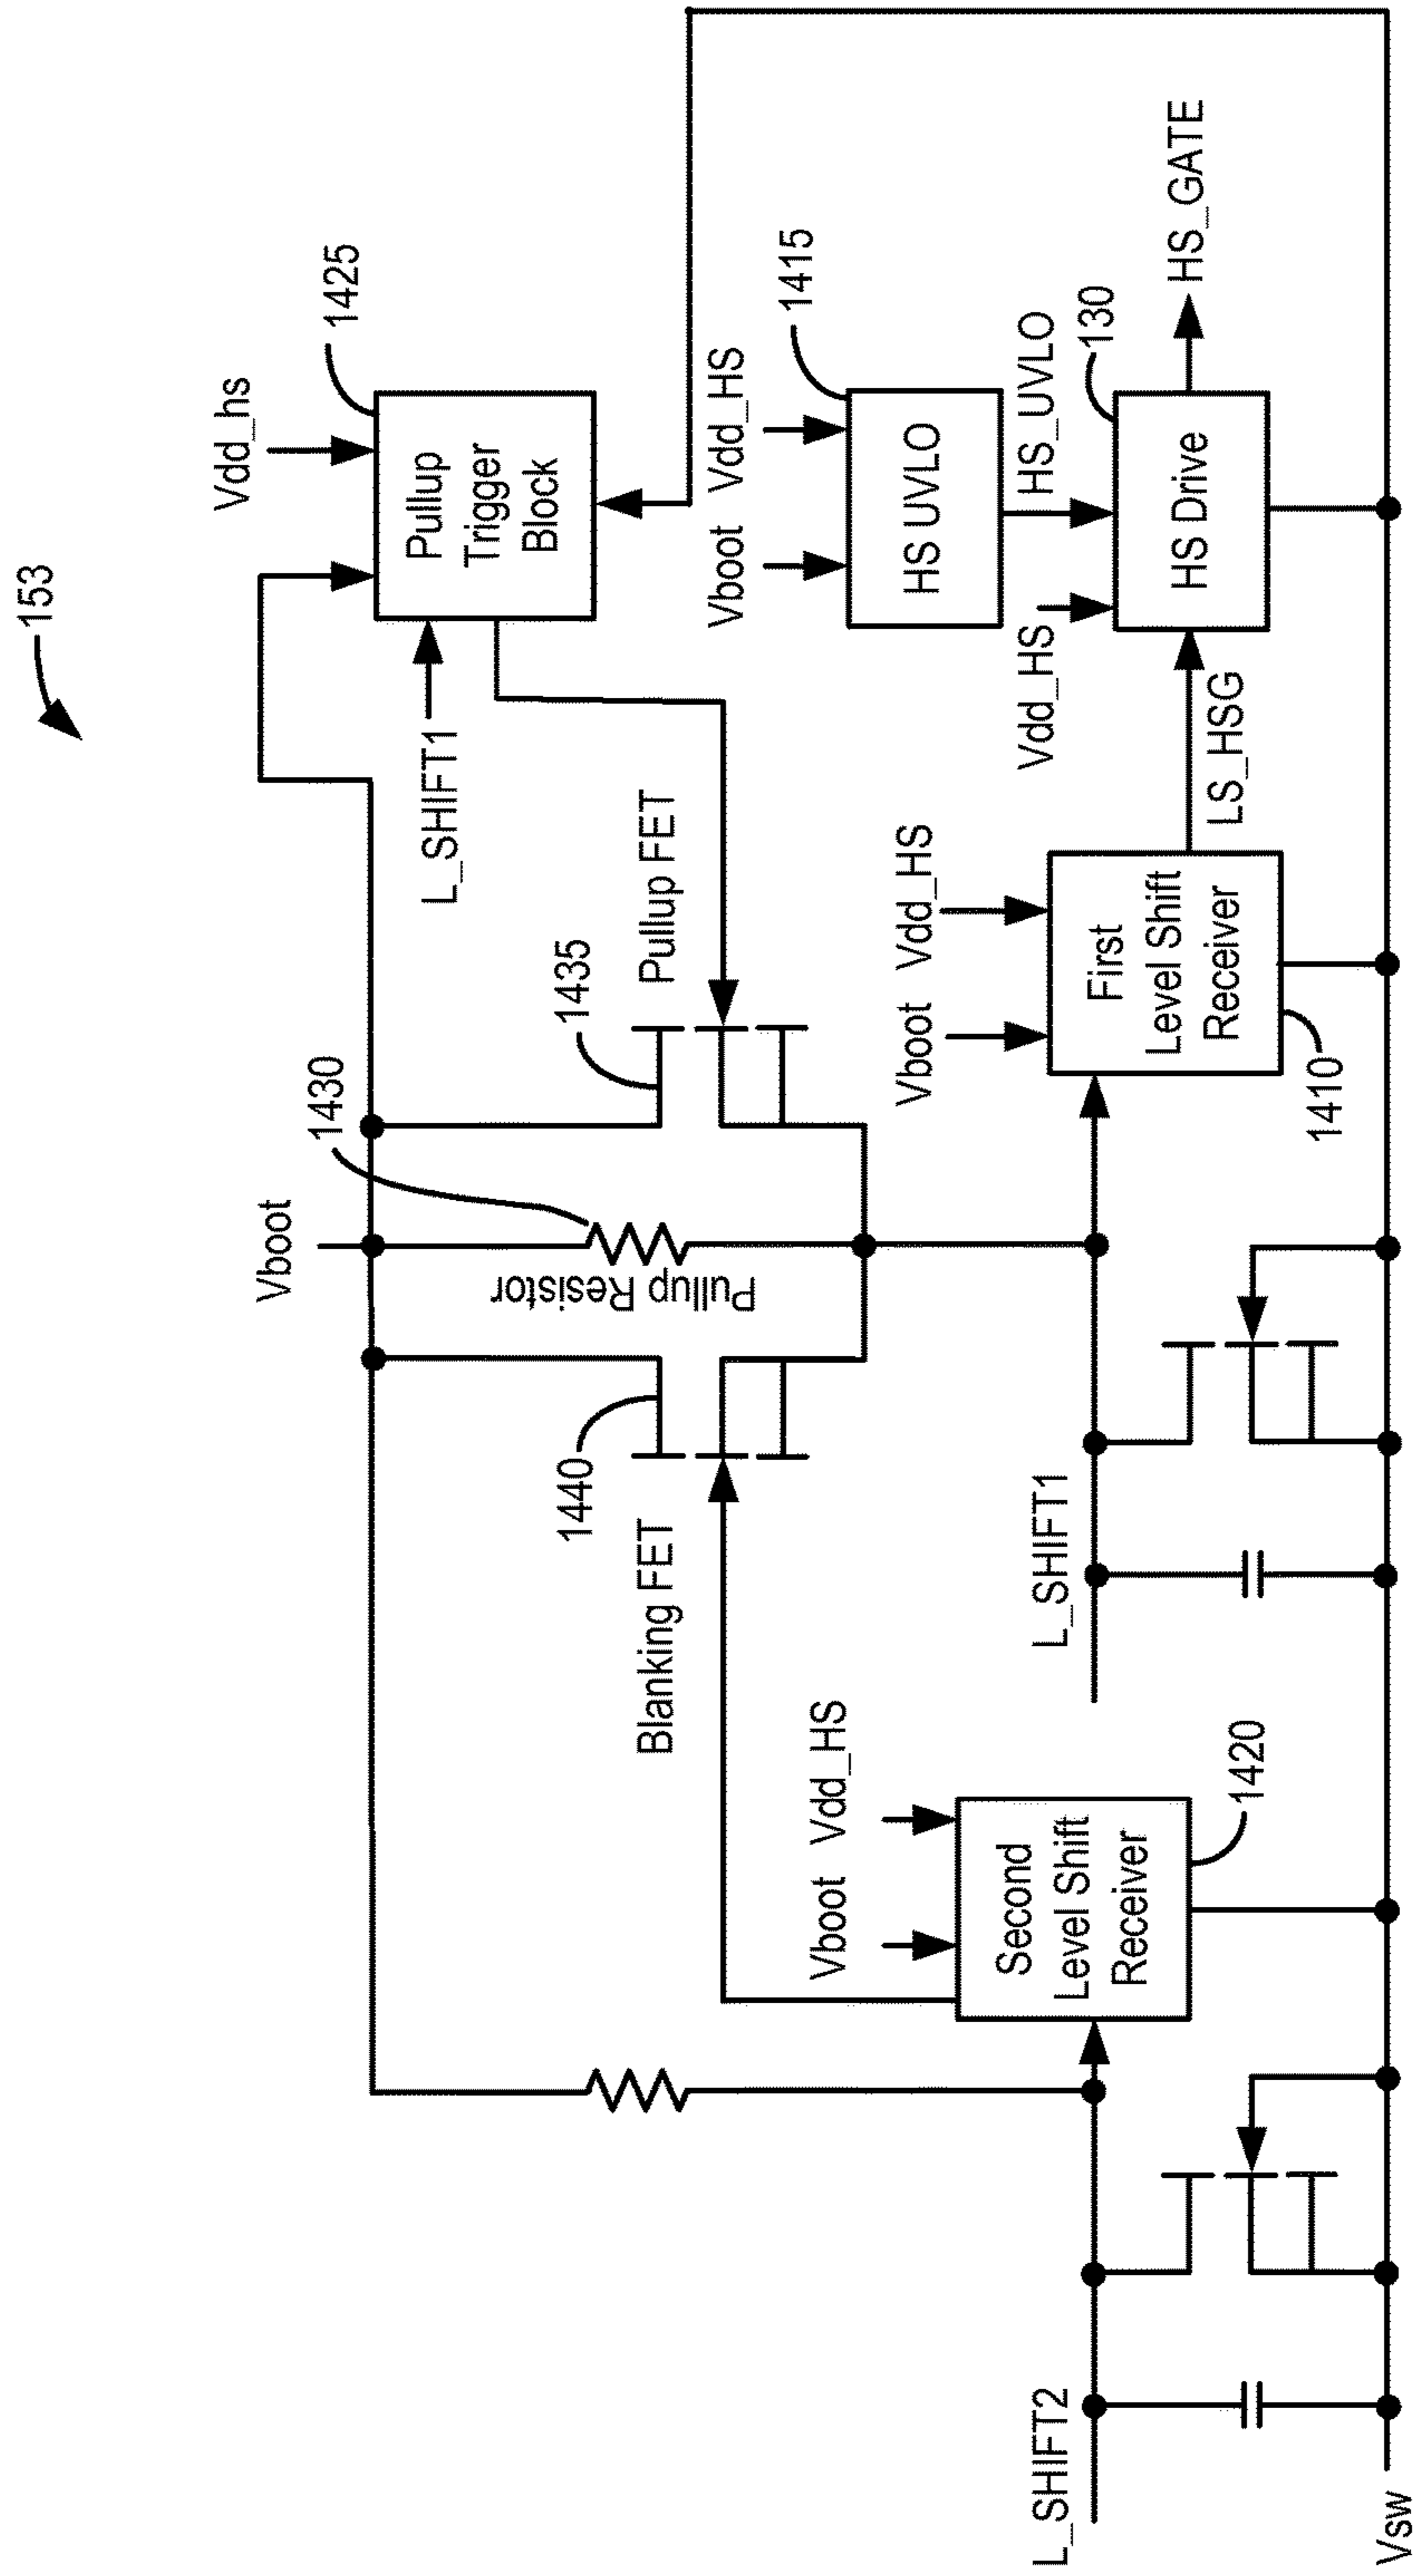 153
Vdd_hs
1425
Pullup
Trigger
Block
L_SHIFT1
Vboot
Vdd_HS
1415
HS UVLO
HS_UVLO
Vdd_HS
130
HS Drive
HS_GATE
LS_HSG
Vboot
1430
Pullup Resistor
1435
Pullup FET
1440
Blanking FET
Vboot
Vdd_HS
First
Level Shift
Receiver
1410
L_SHIFT1
Vboot
Vdd_HS
Second
Level Shift
Receiver
1420
L_SHIFT2
Vsw